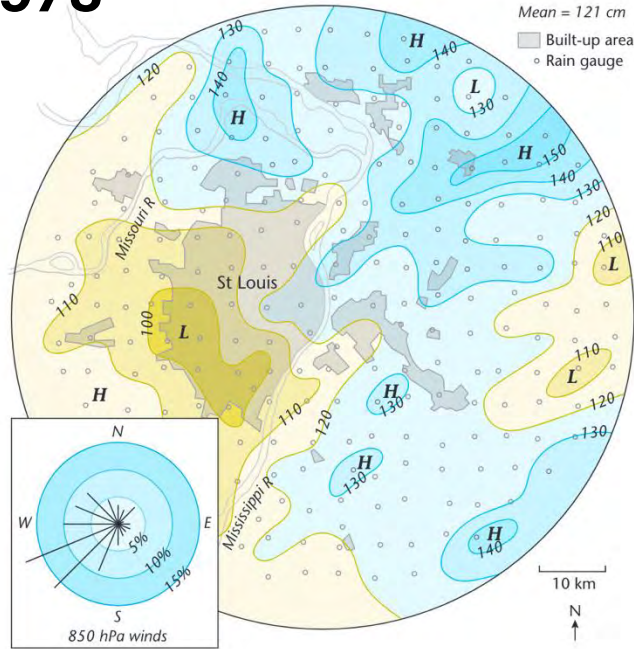 Mean = 121 cm
Built-up area
Rain gauge
130
H
140
L
130
120
140
H
H
150
140
130
120
110
L
Missouri R
St Louis
110
100
L
H
110
L
110
120
H
130
120
130
H
130
Mississippi R
H
140
N
W
E
5%
10%
15%
S
850 hPa winds
10 km
N